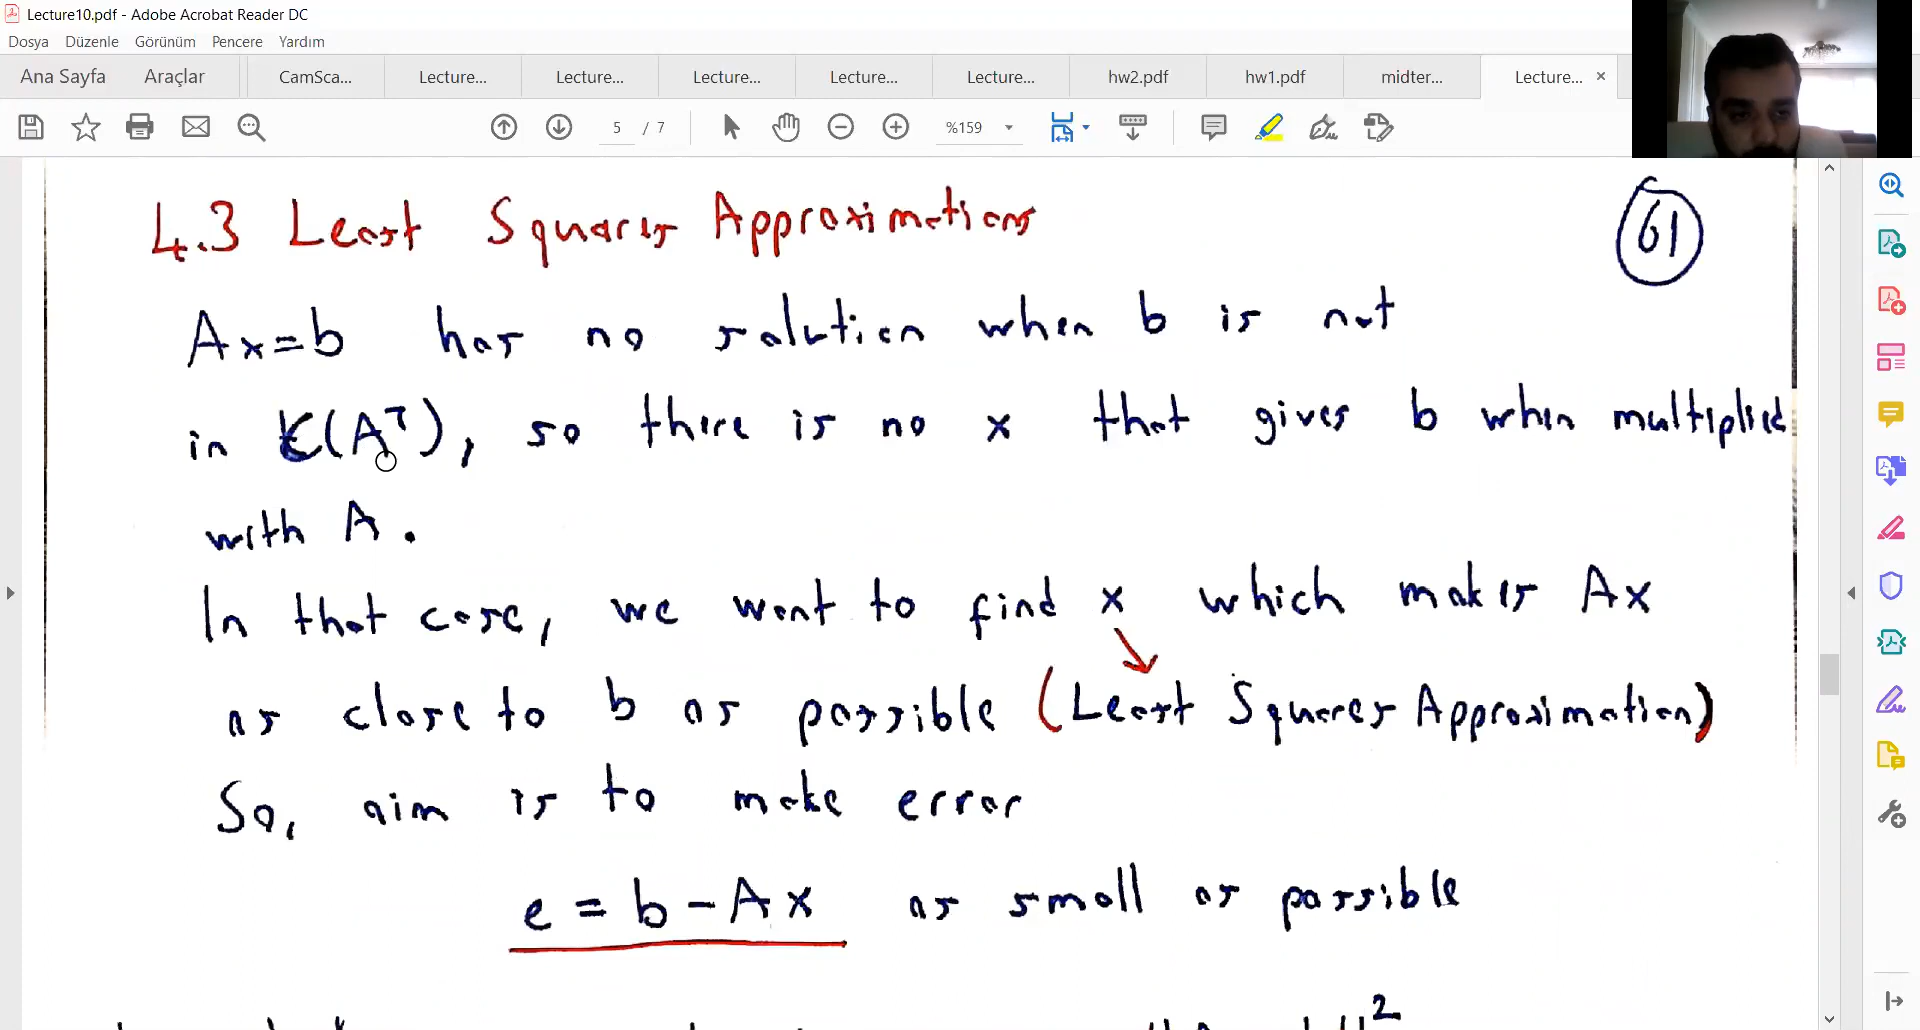 Lecture10.pdf - Adobe Acrobat Reader DC
Dosya Düzenle Görünüm Pencere Yardım
Ana Sayfa Araçlar CamSca... Lecture... Lecture... Lecture... Lecture... Lecture... hw2.pdf hw1.pdf midter... Lecture... ×
5 / 7 %159
4.3 Least Squares Approximations
61
Ax=b has no solution when b is not
in C(Aᵀ), so there is no x that gives b when multiplied
with A.
In that case, we want to find x which makes Ax
as close to b as possible (Least Squares Approximation)
So, aim is to make error
e = b - Ax as small as possible